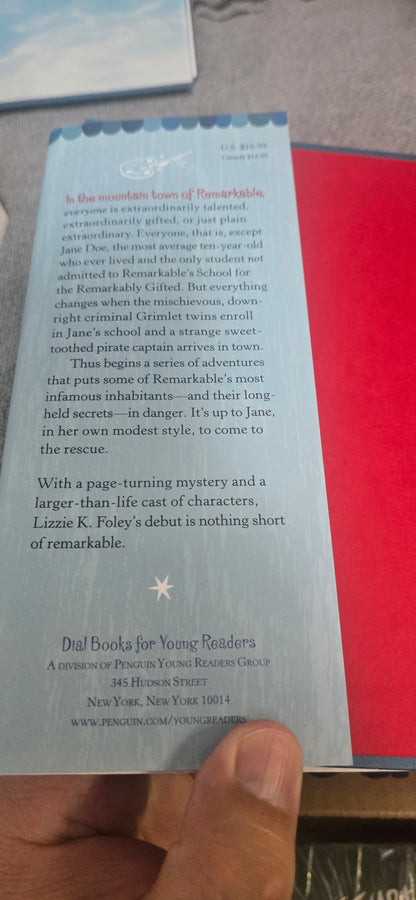 U.S. $16.99
Canada $18.99
In the mountain town of Remarkable,
everyone is extraordinarily talented,
extraordinarily gifted, or just plain
extraordinary. Everyone, that is, except
Jane Doe, the most average ten-year-old
who ever lived and the only student not
admitted to Remarkable's School for
the Remarkably Gifted. But everything
changes when the mischievous, down-
right criminal Grimlet twins enroll
in Jane's school and a strange sweet-
toothed pirate captain arrives in town.
Thus begins a series of adventures
that puts some of Remarkable's most
infamous inhabitants—and their long-
held secrets—in danger. It's up to Jane,
in her own modest style, to come to
the rescue.
With a page-turning mystery and a
larger-than-life cast of characters,
Lizzie K. Foley's debut is nothing short
of remarkable.
Dial Books for Young Readers
A division of Penguin Young Readers Group
345 Hudson Street
New York, New York 10014
www.penguin.com/youngreaders